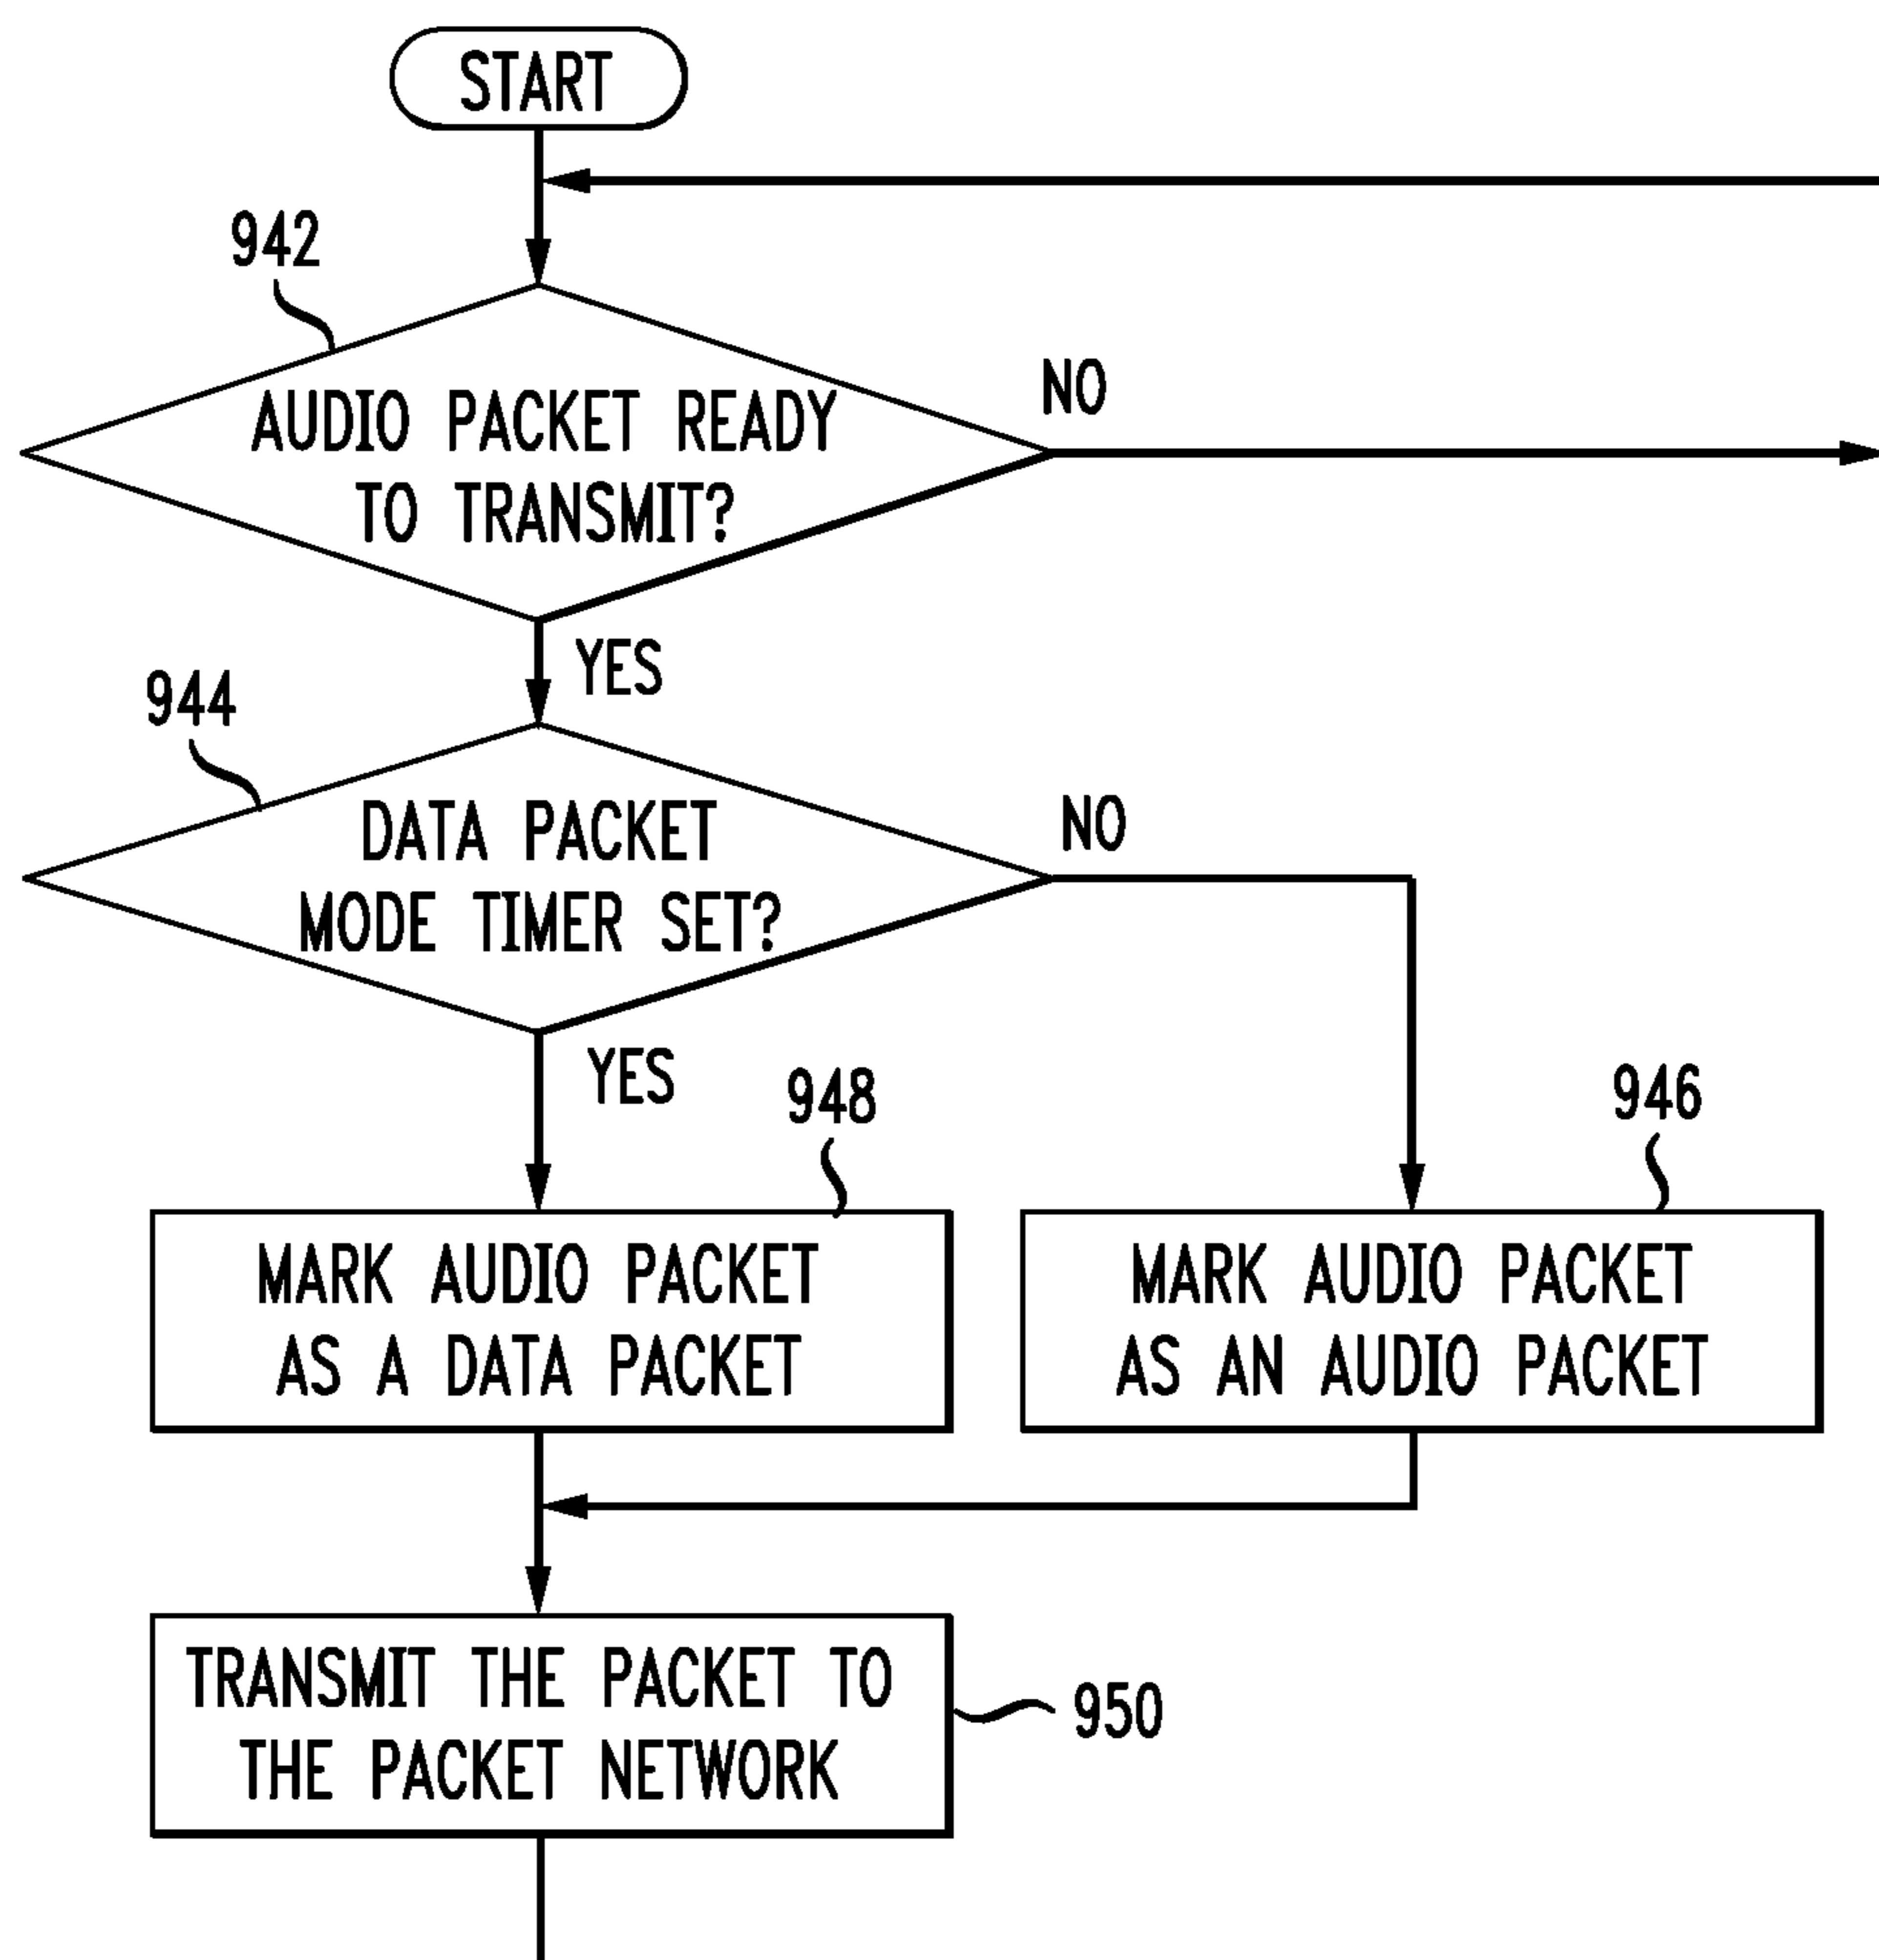 START
942
AUDIO PACKET READY
TO TRANSMIT?
NO
YES
944
DATA PACKET
MODE TIMER SET?
NO
YES
948
946
MARK AUDIO PACKET
AS A DATA PACKET
MARK AUDIO PACKET
AS AN AUDIO PACKET
TRANSMIT THE PACKET TO
THE PACKET NETWORK
950